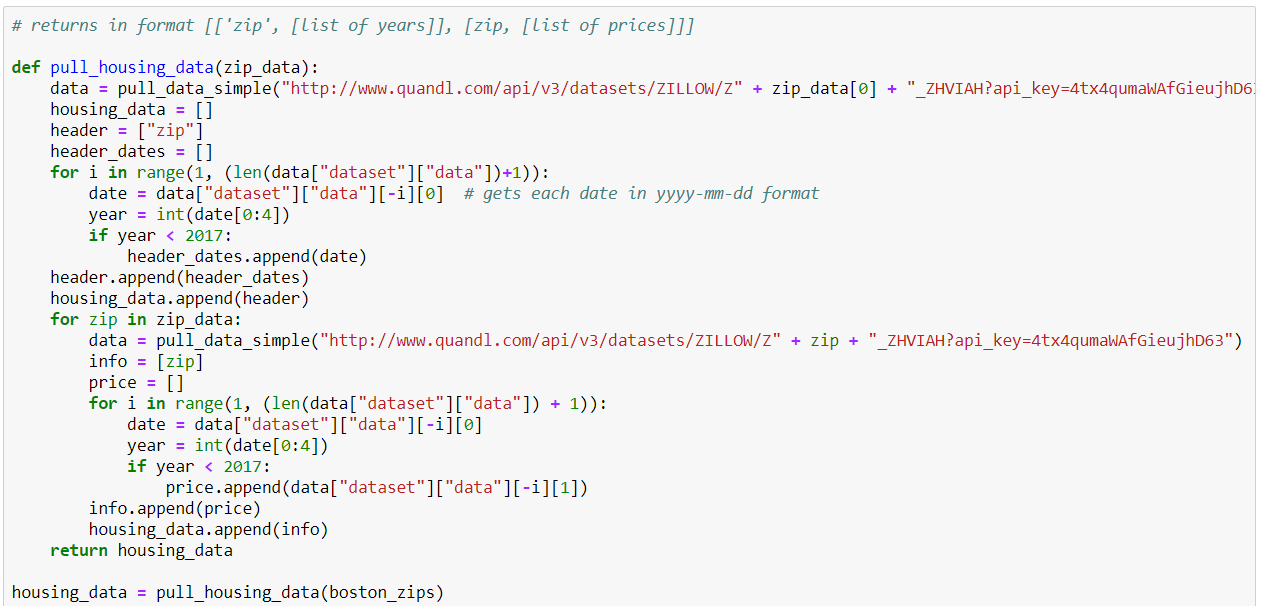 # returns in format [['zip', [list of years]], [zip, [list of prices]]]

def pull_housing_data(zip_data):
    data = pull_data_simple("http://www.quandl.com/api/v3/datasets/ZILLOW/Z" + zip_data[0] + "_ZHVIAH?api_key=4tx4qumaWAfGieujhD6
    housing_data = []
    header = ["zip"]
    header_dates = []
    for i in range(1, (len(data["dataset"]["data"])+1)):
        date = data["dataset"]["data"][-i][0]  # gets each date in yyyy-mm-dd format
        year = int(date[0:4])
        if year < 2017:
            header_dates.append(date)
    header.append(header_dates)
    housing_data.append(header)
    for zip in zip_data:
        data = pull_data_simple("http://www.quandl.com/api/v3/datasets/ZILLOW/Z" + zip + "_ZHVIAH?api_key=4tx4qumaWAfGieujhD63")
        info = [zip]
        price = []
        for i in range(1, (len(data["dataset"]["data"]) + 1)):
            date = data["dataset"]["data"][-i][0]
            year = int(date[0:4])
            if year < 2017:
                price.append(data["dataset"]["data"][-i][1])
        info.append(price)
        housing_data.append(info)
    return housing_data

housing_data = pull_housing_data(boston_zips)